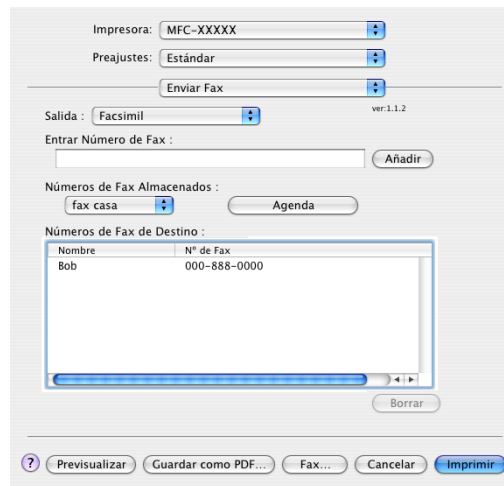 Impresora: MFC-XXXXX
Preajustes: Estándar
Enviar Fax
Salida : Facsimil
ver:1.1.2
Entrar Número de Fax :
Añadir
Números de Fax Almacenados :
fax casa Agenda
Números de Fax de Destino :
Nombre Nº de Fax
Bob 000-888-0000
Borrar
? Previsualizar Guardar como PDF... Fax... Cancelar Imprimir